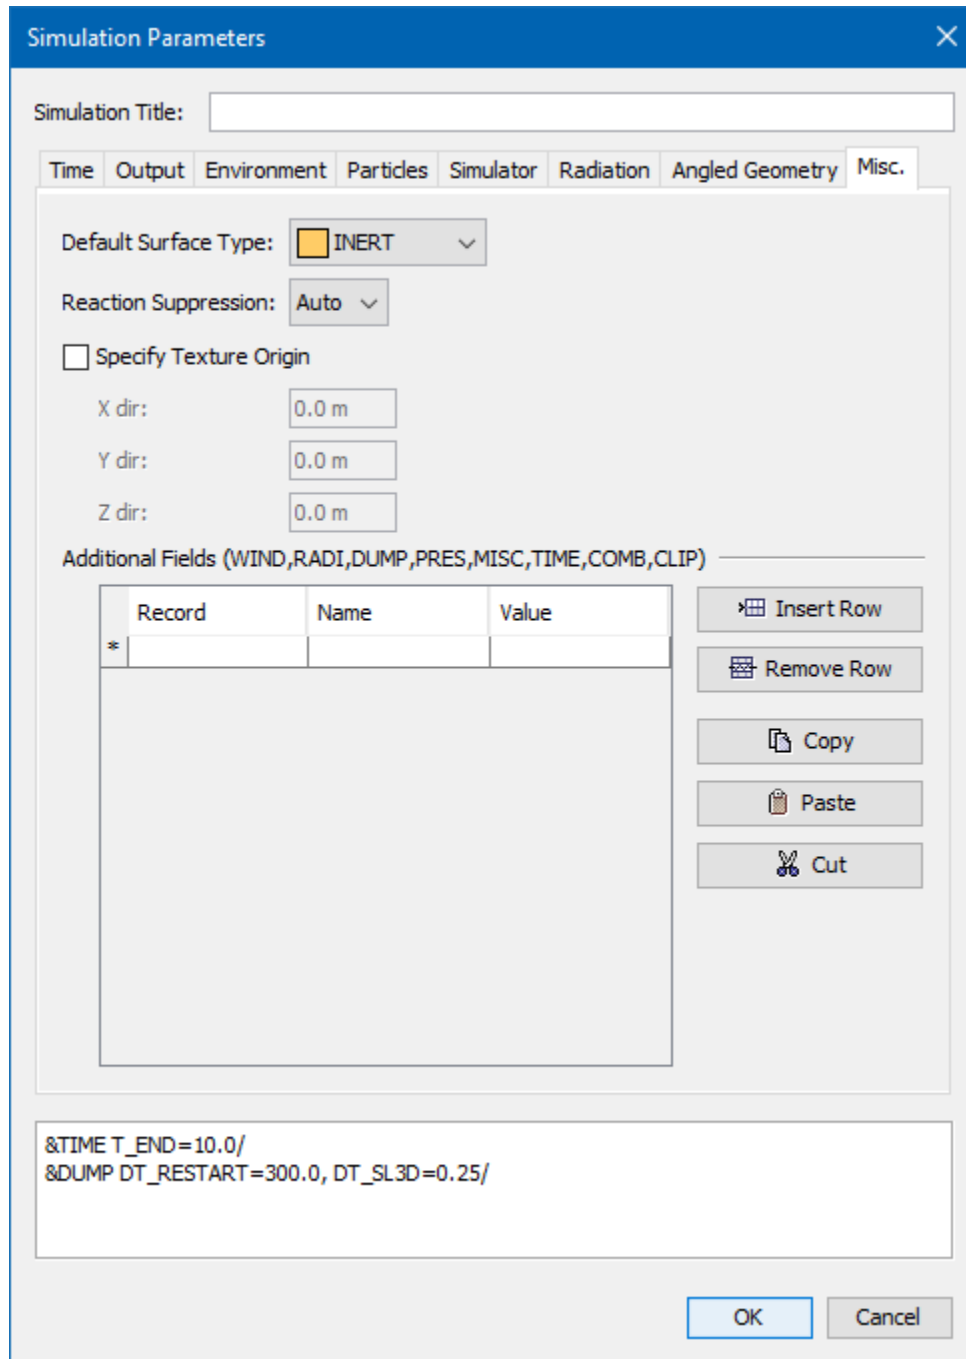 Simulation Parameters
Simulation Title:
Time Output Environment Particles Simulator Radiation Angled Geometry Misc.
Default Surface Type: INERT
Reaction Suppression: Auto
Specify Texture Origin
X dir: 0.0 m
Y dir: 0.0 m
Z dir: 0.0 m
Additional Fields (WIND,RADI,DUMP,PRES,MISC,TIME,COMB,CLIP)
Record Name Value
*
Insert Row
Remove Row
Copy
Paste
Cut
&TIME T_END=10.0/
&DUMP DT_RESTART=300.0, DT_SL3D=0.25/
OK Cancel